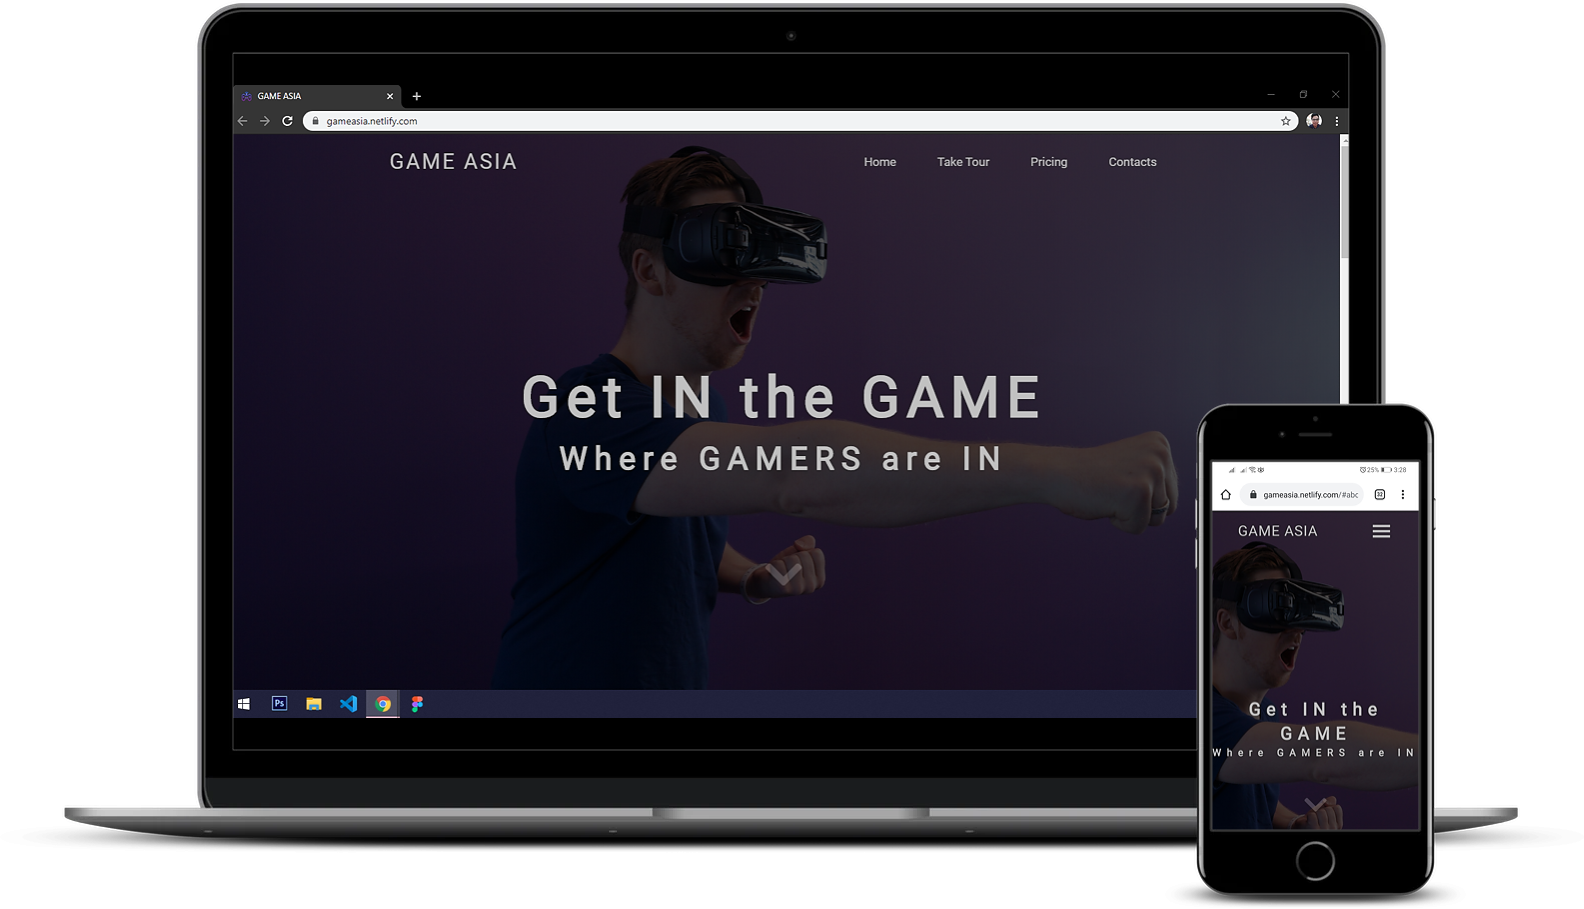 GAME ASIA
gameasia.netlify.com
GAME ASIA
Home
Take Tour
Pricing
Contacts
Get IN the GAME
Where GAMERS are IN
Ps
25%
3:28
gameasia.netlify.com/#abc
GAME ASIA
Get IN the
GAME
Where GAMERS are IN